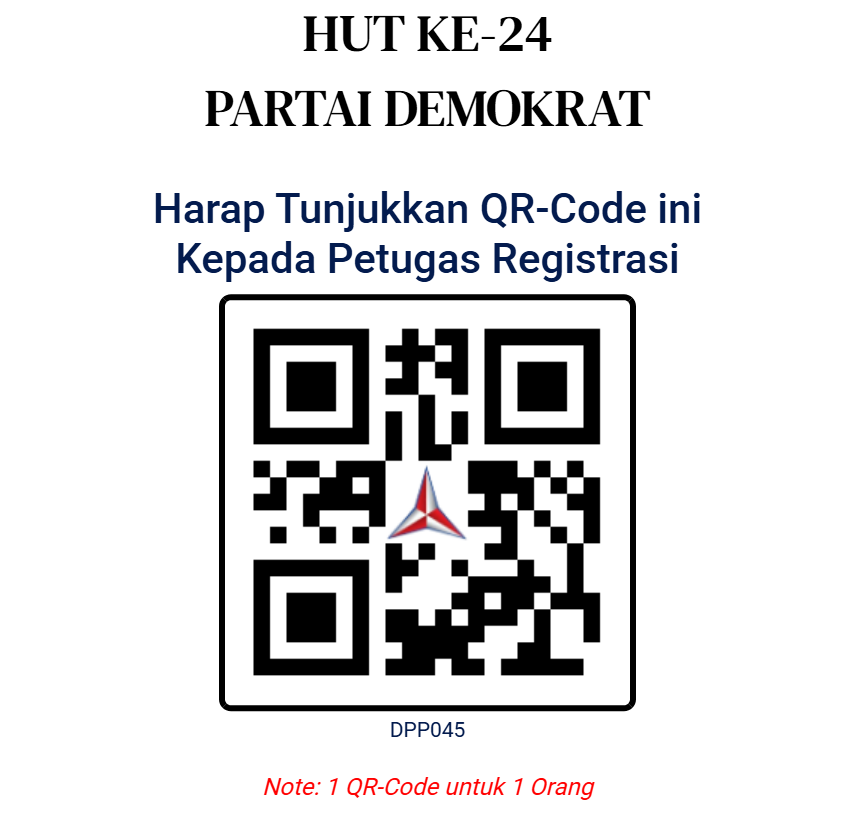 HUT KE-24
PARTAI DEMOKRAT
Harap Tunjukkan QR-Code ini
Kepada Petugas Registrasi
DPP045
Note: 1 QR-Code untuk 1 Orang